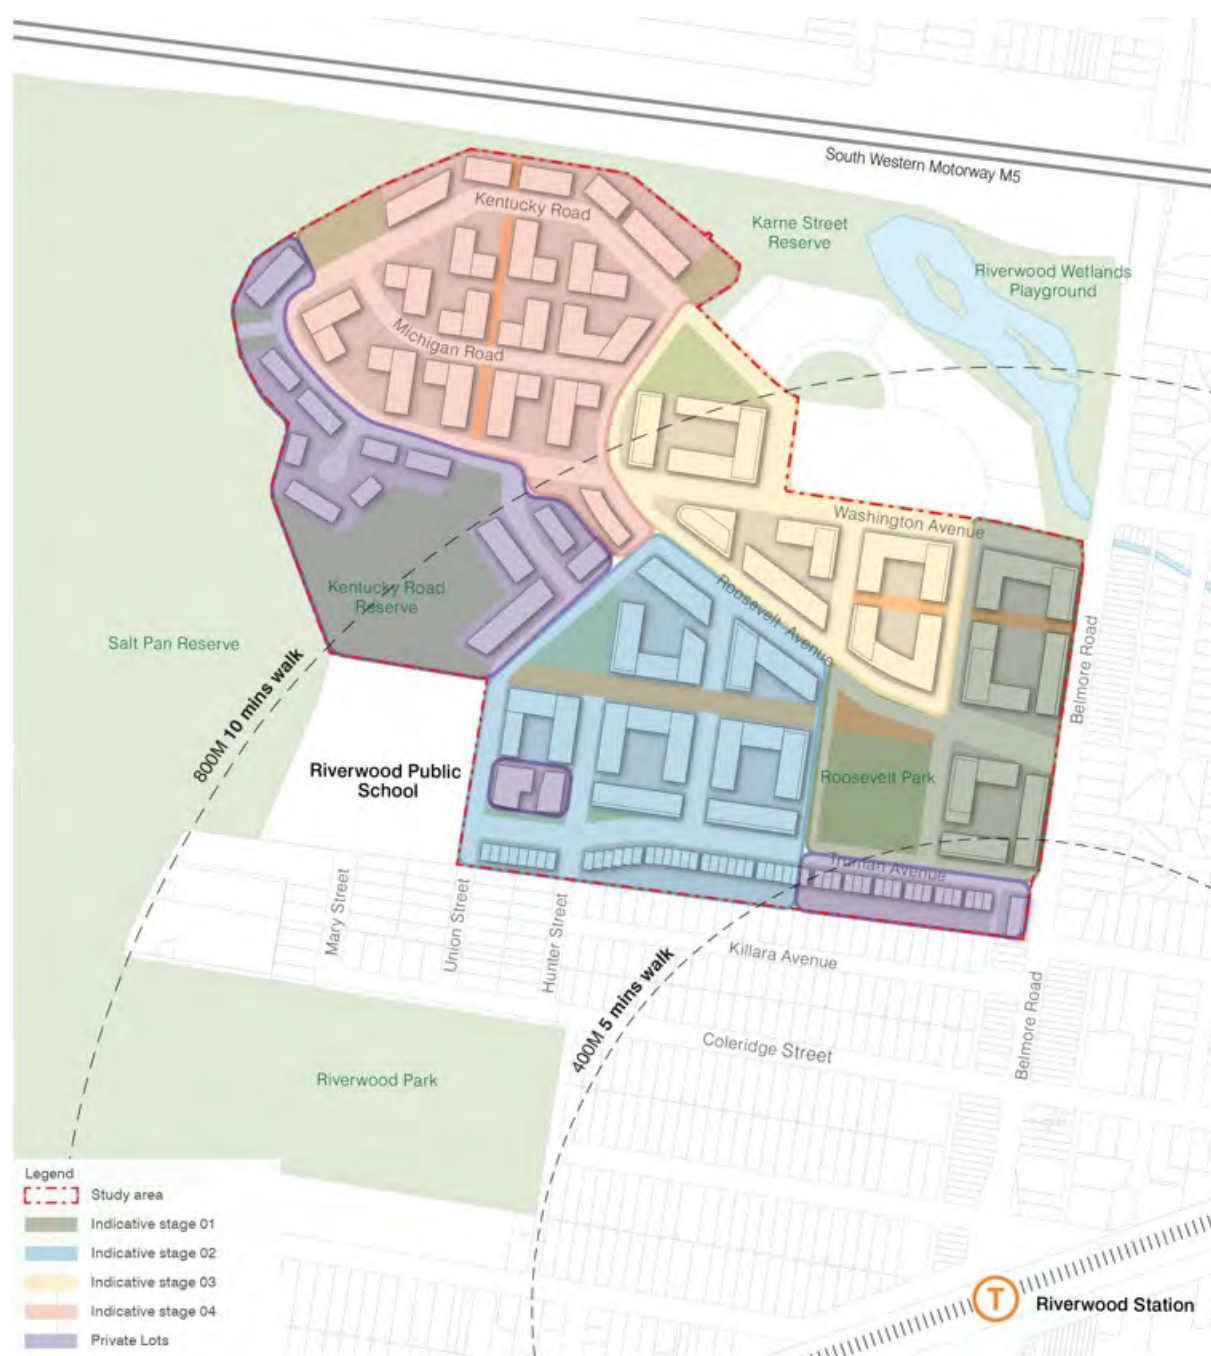 South Western Motorway M5
Kentucky Road
Karne Street
Reserve
Riverwood Wetlands
Playground
Michigan Road
Washington Avenue
Roosevelt Avenue
Kentucky Road
Reserve
Salt Pan Reserve
Belmore Road
800M 10 mins walk
Riverwood Public
School
Roosevelt Park
Truman Avenue
Mary Street
Union Street
Hunter Street
Killara Avenue
400M 5 mins walk
Belmore Road
Coleridge Street
Riverwood Park
Legend
Study area
Indicative stage 01
Indicative stage 02
Indicative stage 03
Indicative stage 04
Private Lots
T
Riverwood Station